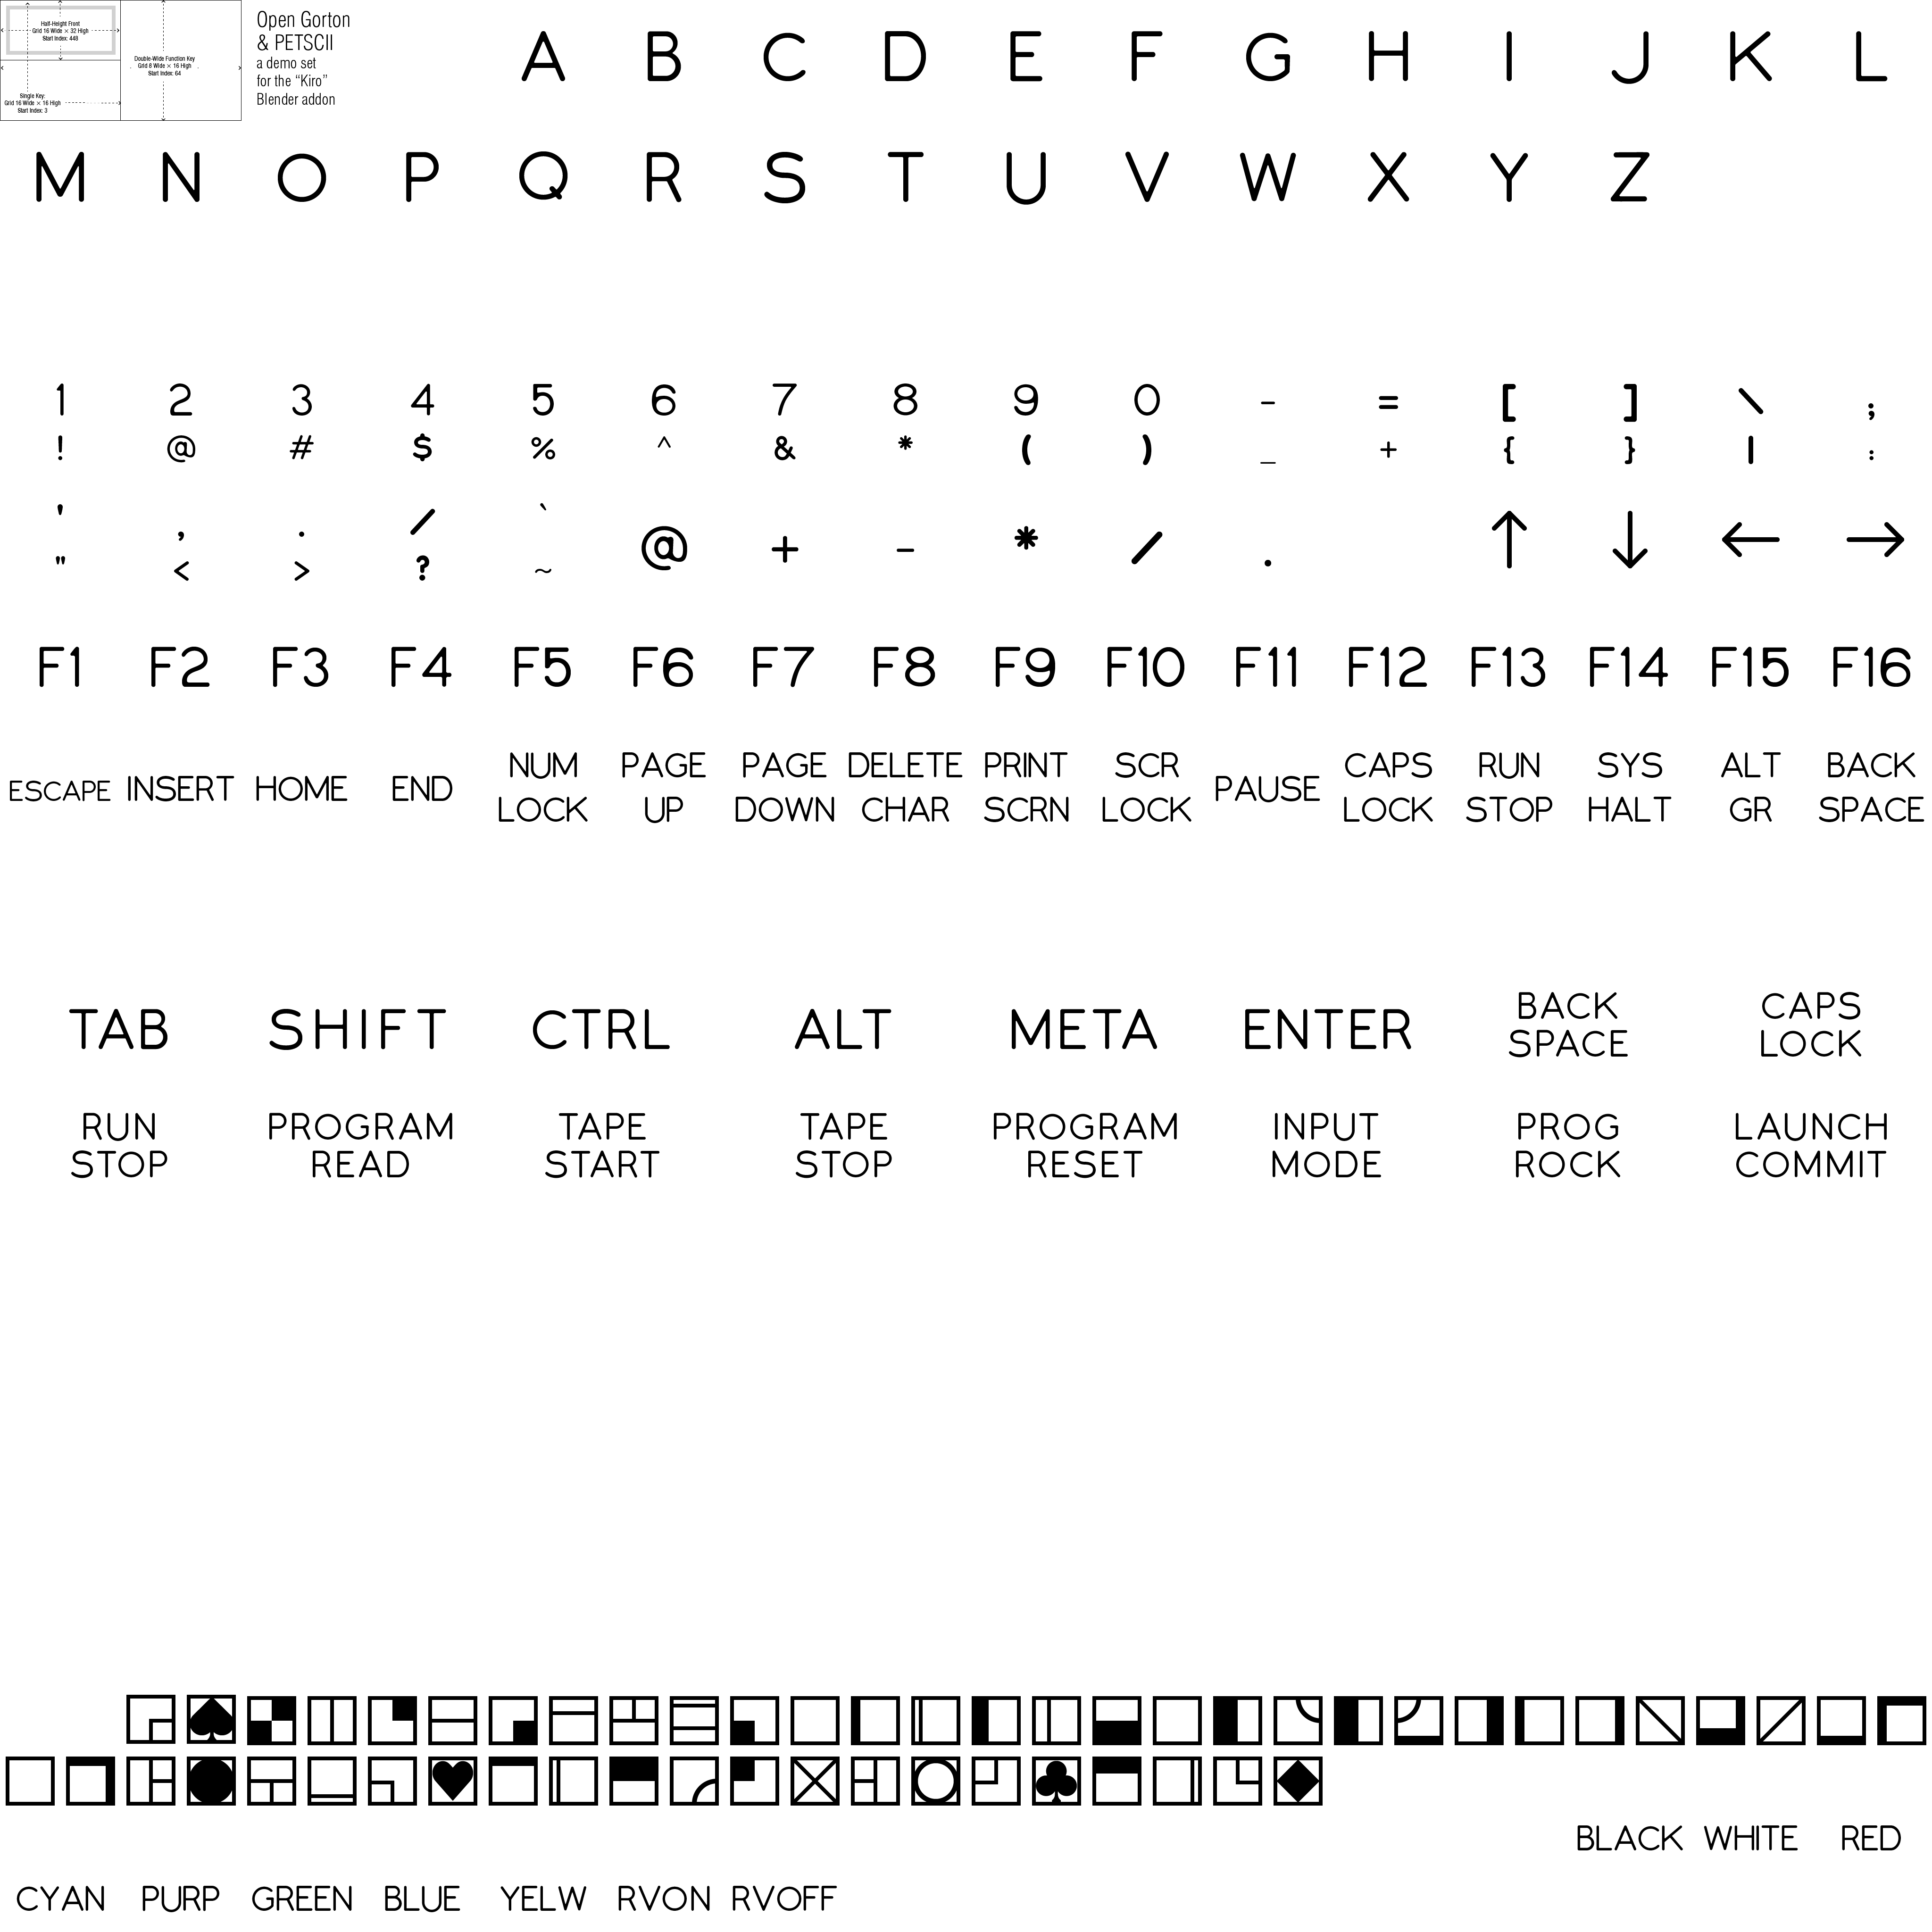 Half-Height Front
Grid 16 Wide × 32 High
Start Index: 448
Single Key:
Grid 16 Wide × 16 High
Start Index: 3
Double-Wide Function Key
Grid 8 Wide × 16 High
Start Index: 64
Open Gorton
& PETSCII
a demo set
for the “Kiro”
Blender addon
A B C D E F G H I J K L
M N O P Q R S T U V W X Y Z
1 2 3 4 5 6 7 8 9 0 - = [ ] \ ;
! @ # $ % ^ & * ( ) _ + { } | :
' , . / ` @ + - * / . ↑ ↓ ← →
" < > ? ~
F1 F2 F3 F4 F5 F6 F7 F8 F9 F10 F11 F12 F13 F14 F15 F16
ESCAPE
INSERT
HOME
END
NUM
LOCK
PAGE
UP
PAGE
DOWN
DELETE
CHAR
PRINT
SCRN
SCR
LOCK
PAUSE
CAPS
LOCK
RUN
STOP
SYS
HALT
ALT
GR
BACK
SPACE
TAB
SHIFT
CTRL
ALT
META
ENTER
BACK
SPACE
CAPS
LOCK
RUN
STOP
PROGRAM
READ
TAPE
START
TAPE
STOP
PROGRAM
RESET
INPUT
MODE
PROG
ROCK
LAUNCH
COMMIT
BLACK WHITE RED
CYAN PURP GREEN BLUE YELW RVON RVOFF